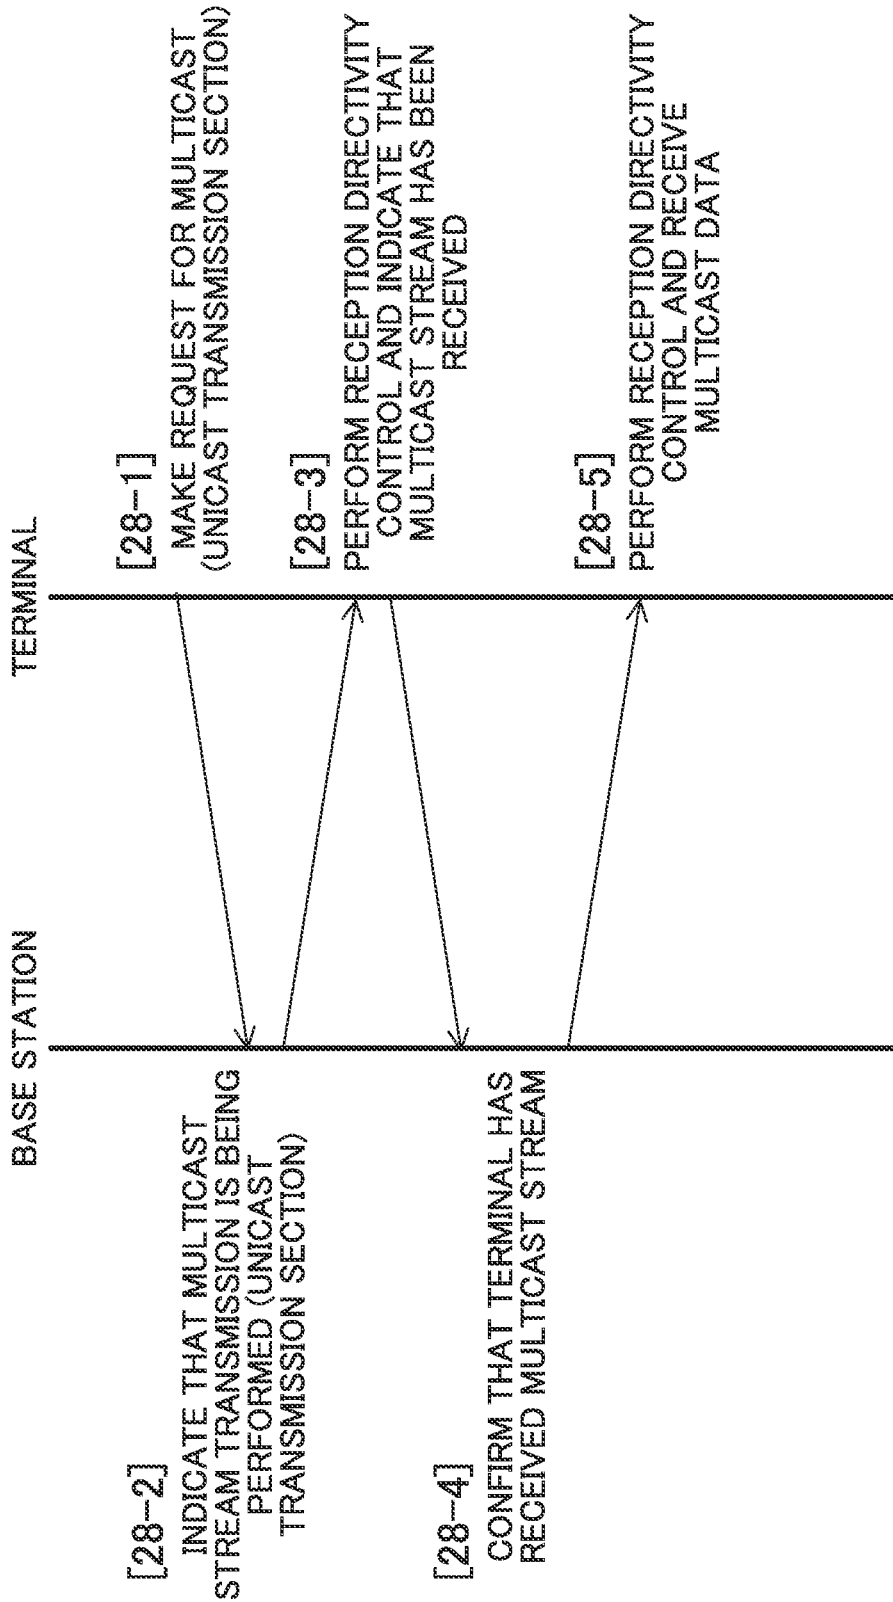 BASE STATION
TERMINAL
[28-1]
MAKE REQUEST FOR MULTICAST
(UNICAST TRANSMISSION SECTION)
[28-2]
INDICATE THAT MULTICAST
STREAM TRANSMISSION IS BEING
PERFORMED (UNICAST
TRANSMISSION SECTION)
[28-3]
PERFORM RECEPTION DIRECTIVITY
CONTROL AND INDICATE THAT
MULTICAST STREAM HAS BEEN
RECEIVED
[28-4]
CONFIRM THAT TERMINAL HAS
RECEIVED MULTICAST STREAM
[28-5]
PERFORM RECEPTION DIRECTIVITY
CONTROL AND RECEIVE
MULTICAST DATA